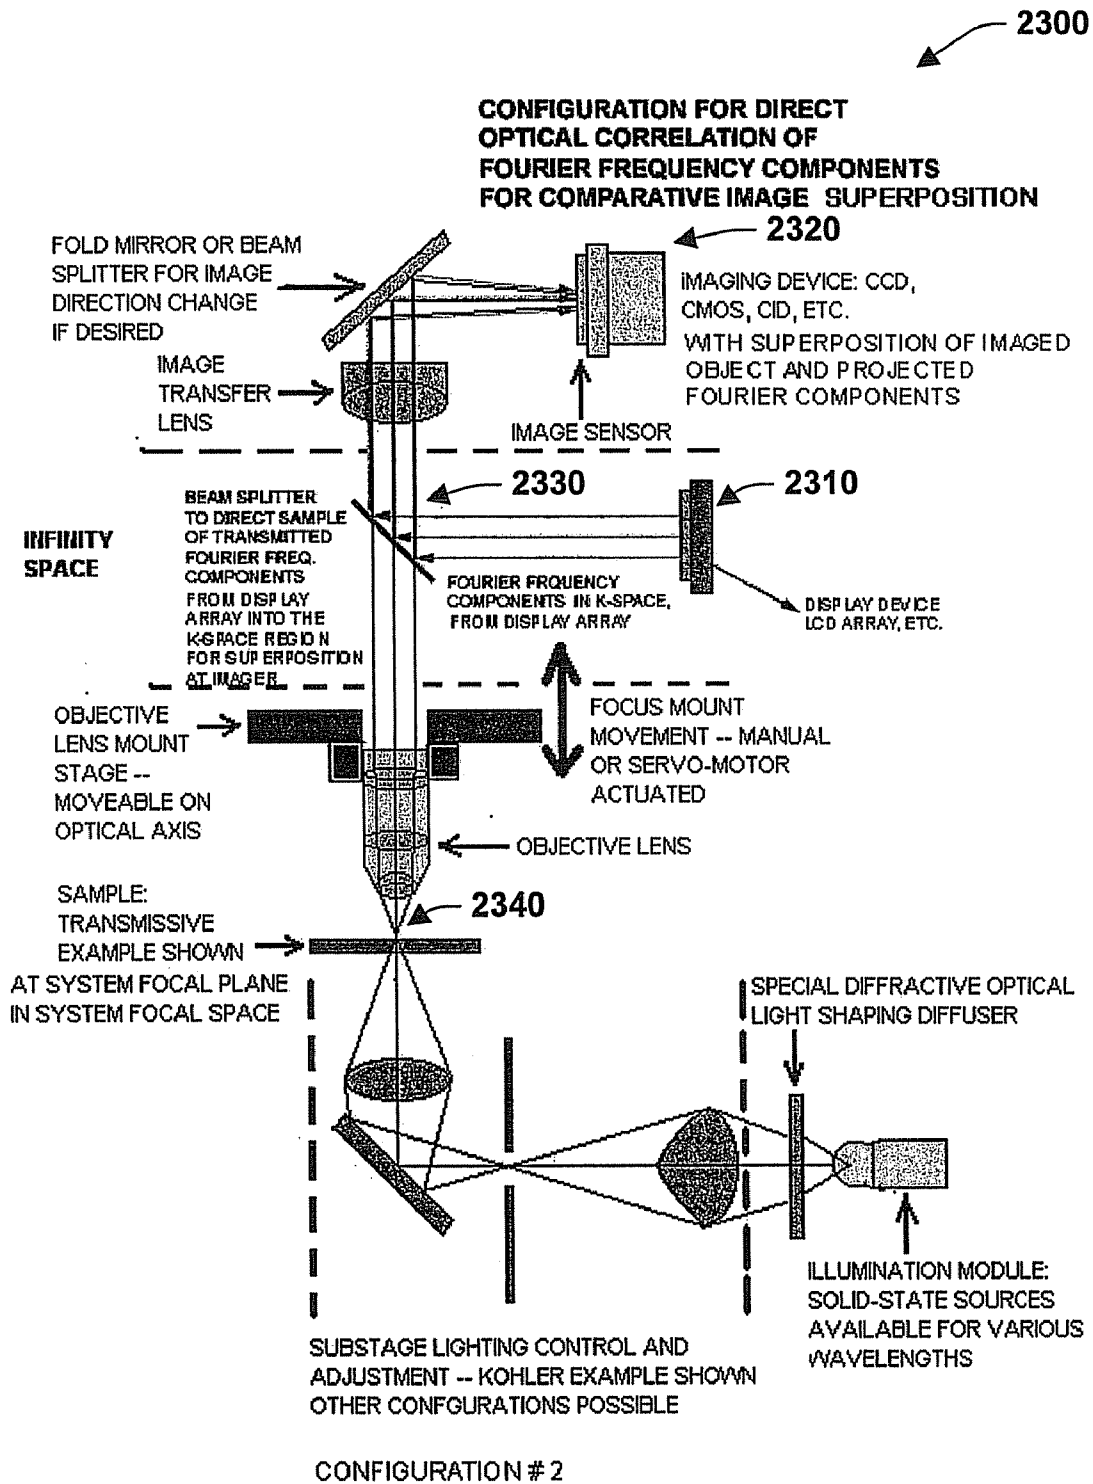 2300
CONFIGURATION FOR DIRECT
OPTICAL CORRELATION OF
FOURIER FREQUENCY COMPONENTS
FOR COMPARATIVE IMAGE SUPERPOSITION
2320
FOLD MIRROR OR BEAM
SPLITTER FOR IMAGE
DIRECTION CHANGE
IF DESIRED
IMAGING DEVICE: CCD,
CMOS, CID, ETC.
WITH SUPERPOSITION OF IMAGED
OBJECT AND PROJECTED
FOURIER COMPONENTS
IMAGE
TRANSFER
LENS
IMAGE SENSOR
2330
2310
BEAM SPLITTER
TO DIRECT SAMPLE
OF TRANSMITTED
FOURIER FREQ.
COMPONENTS
FROM DISPLAY
ARRAY INTO THE
K-SPACE REGION
FOR SUPERPOSITION
AT IMAGER
INFINITY
SPACE
FOURIER FRQUENCY
COMPONENTS IN K-SPACE,
FROM DISPLAY ARRAY
DISPLAY DEVICE
LCD ARRAY, ETC.
OBJECTIVE
LENS MOUNT
STAGE --
MOVEABLE ON
OPTICAL AXIS
FOCUS MOUNT
MOVEMENT -- MANUAL
OR SERVO-MOTOR
ACTUATED
OBJECTIVE LENS
2340
SAMPLE:
TRANSMISSIVE
EXAMPLE SHOWN
AT SYSTEM FOCAL PLANE
IN SYSTEM FOCAL SPACE
SPECIAL DIFFRACTIVE OPTICAL
LIGHT SHAPING DIFFUSER
ILLUMINATION MODULE:
SOLID-STATE SOURCES
AVAILABLE FOR VARIOUS
WAVELENGTHS
SUBSTAGE LIGHTING CONTROL AND
ADJUSTMENT -- KOHLER EXAMPLE SHOWN
OTHER CONFGURATIONS POSSIBLE
CONFIGURATION # 2